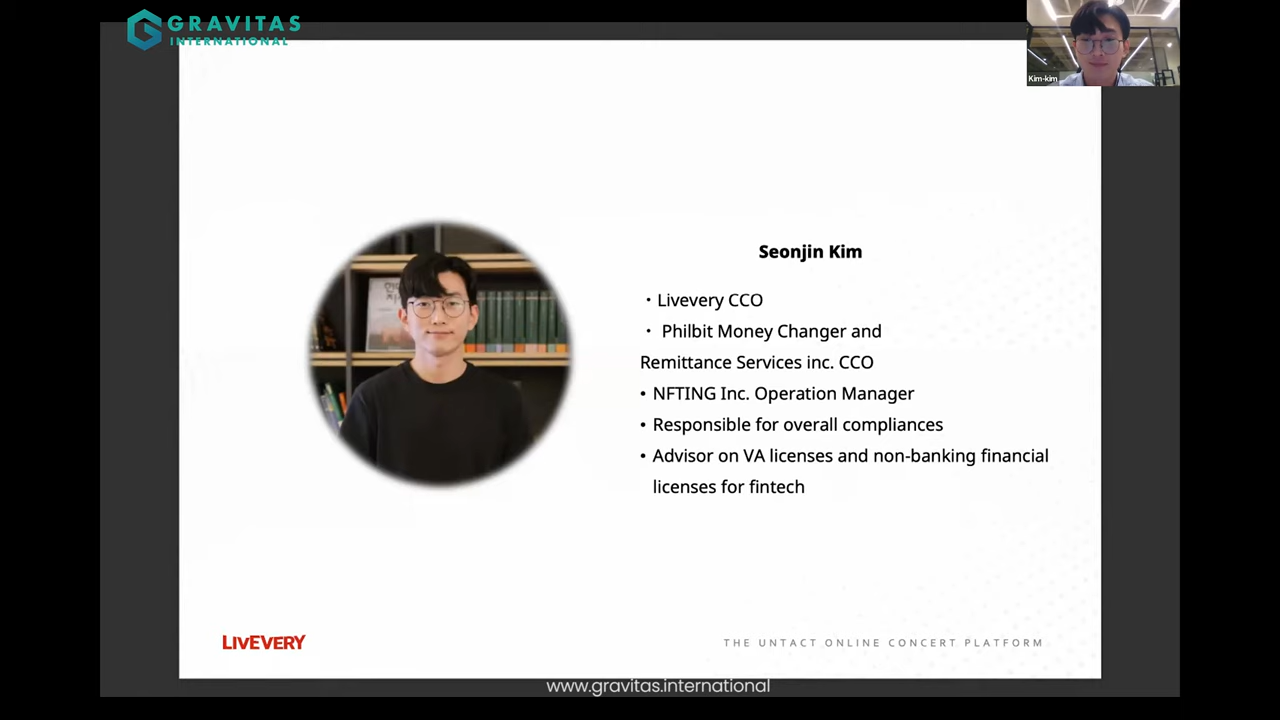 GRAVITAS
INTERNATIONAL
Kim-kim
Seonjin Kim
· Livevery CCO
· Philbit Money Changer and
Remittance Services inc. CCO
• NFTING Inc. Operation Manager
• Responsible for overall compliances
• Advisor on VA licenses and non-banking financial
licenses for fintech
LIVEVERY
THE UNTACT ONLINE CONCERT PLATFORM
www.gravitas.international